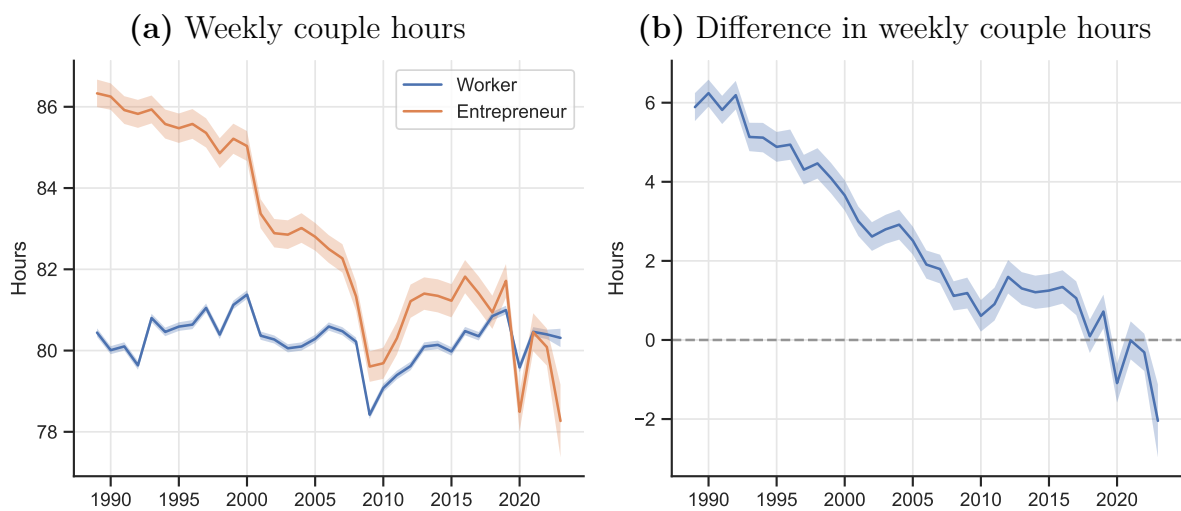 (a) Weekly couple hours
Hours
86
84
82
80
78
1990 1995 2000 2005 2010 2015 2020
Worker
Entrepreneur
(b) Difference in weekly couple hours
Hours
6
4
2
0
−2
1990 1995 2000 2005 2010 2015 2020